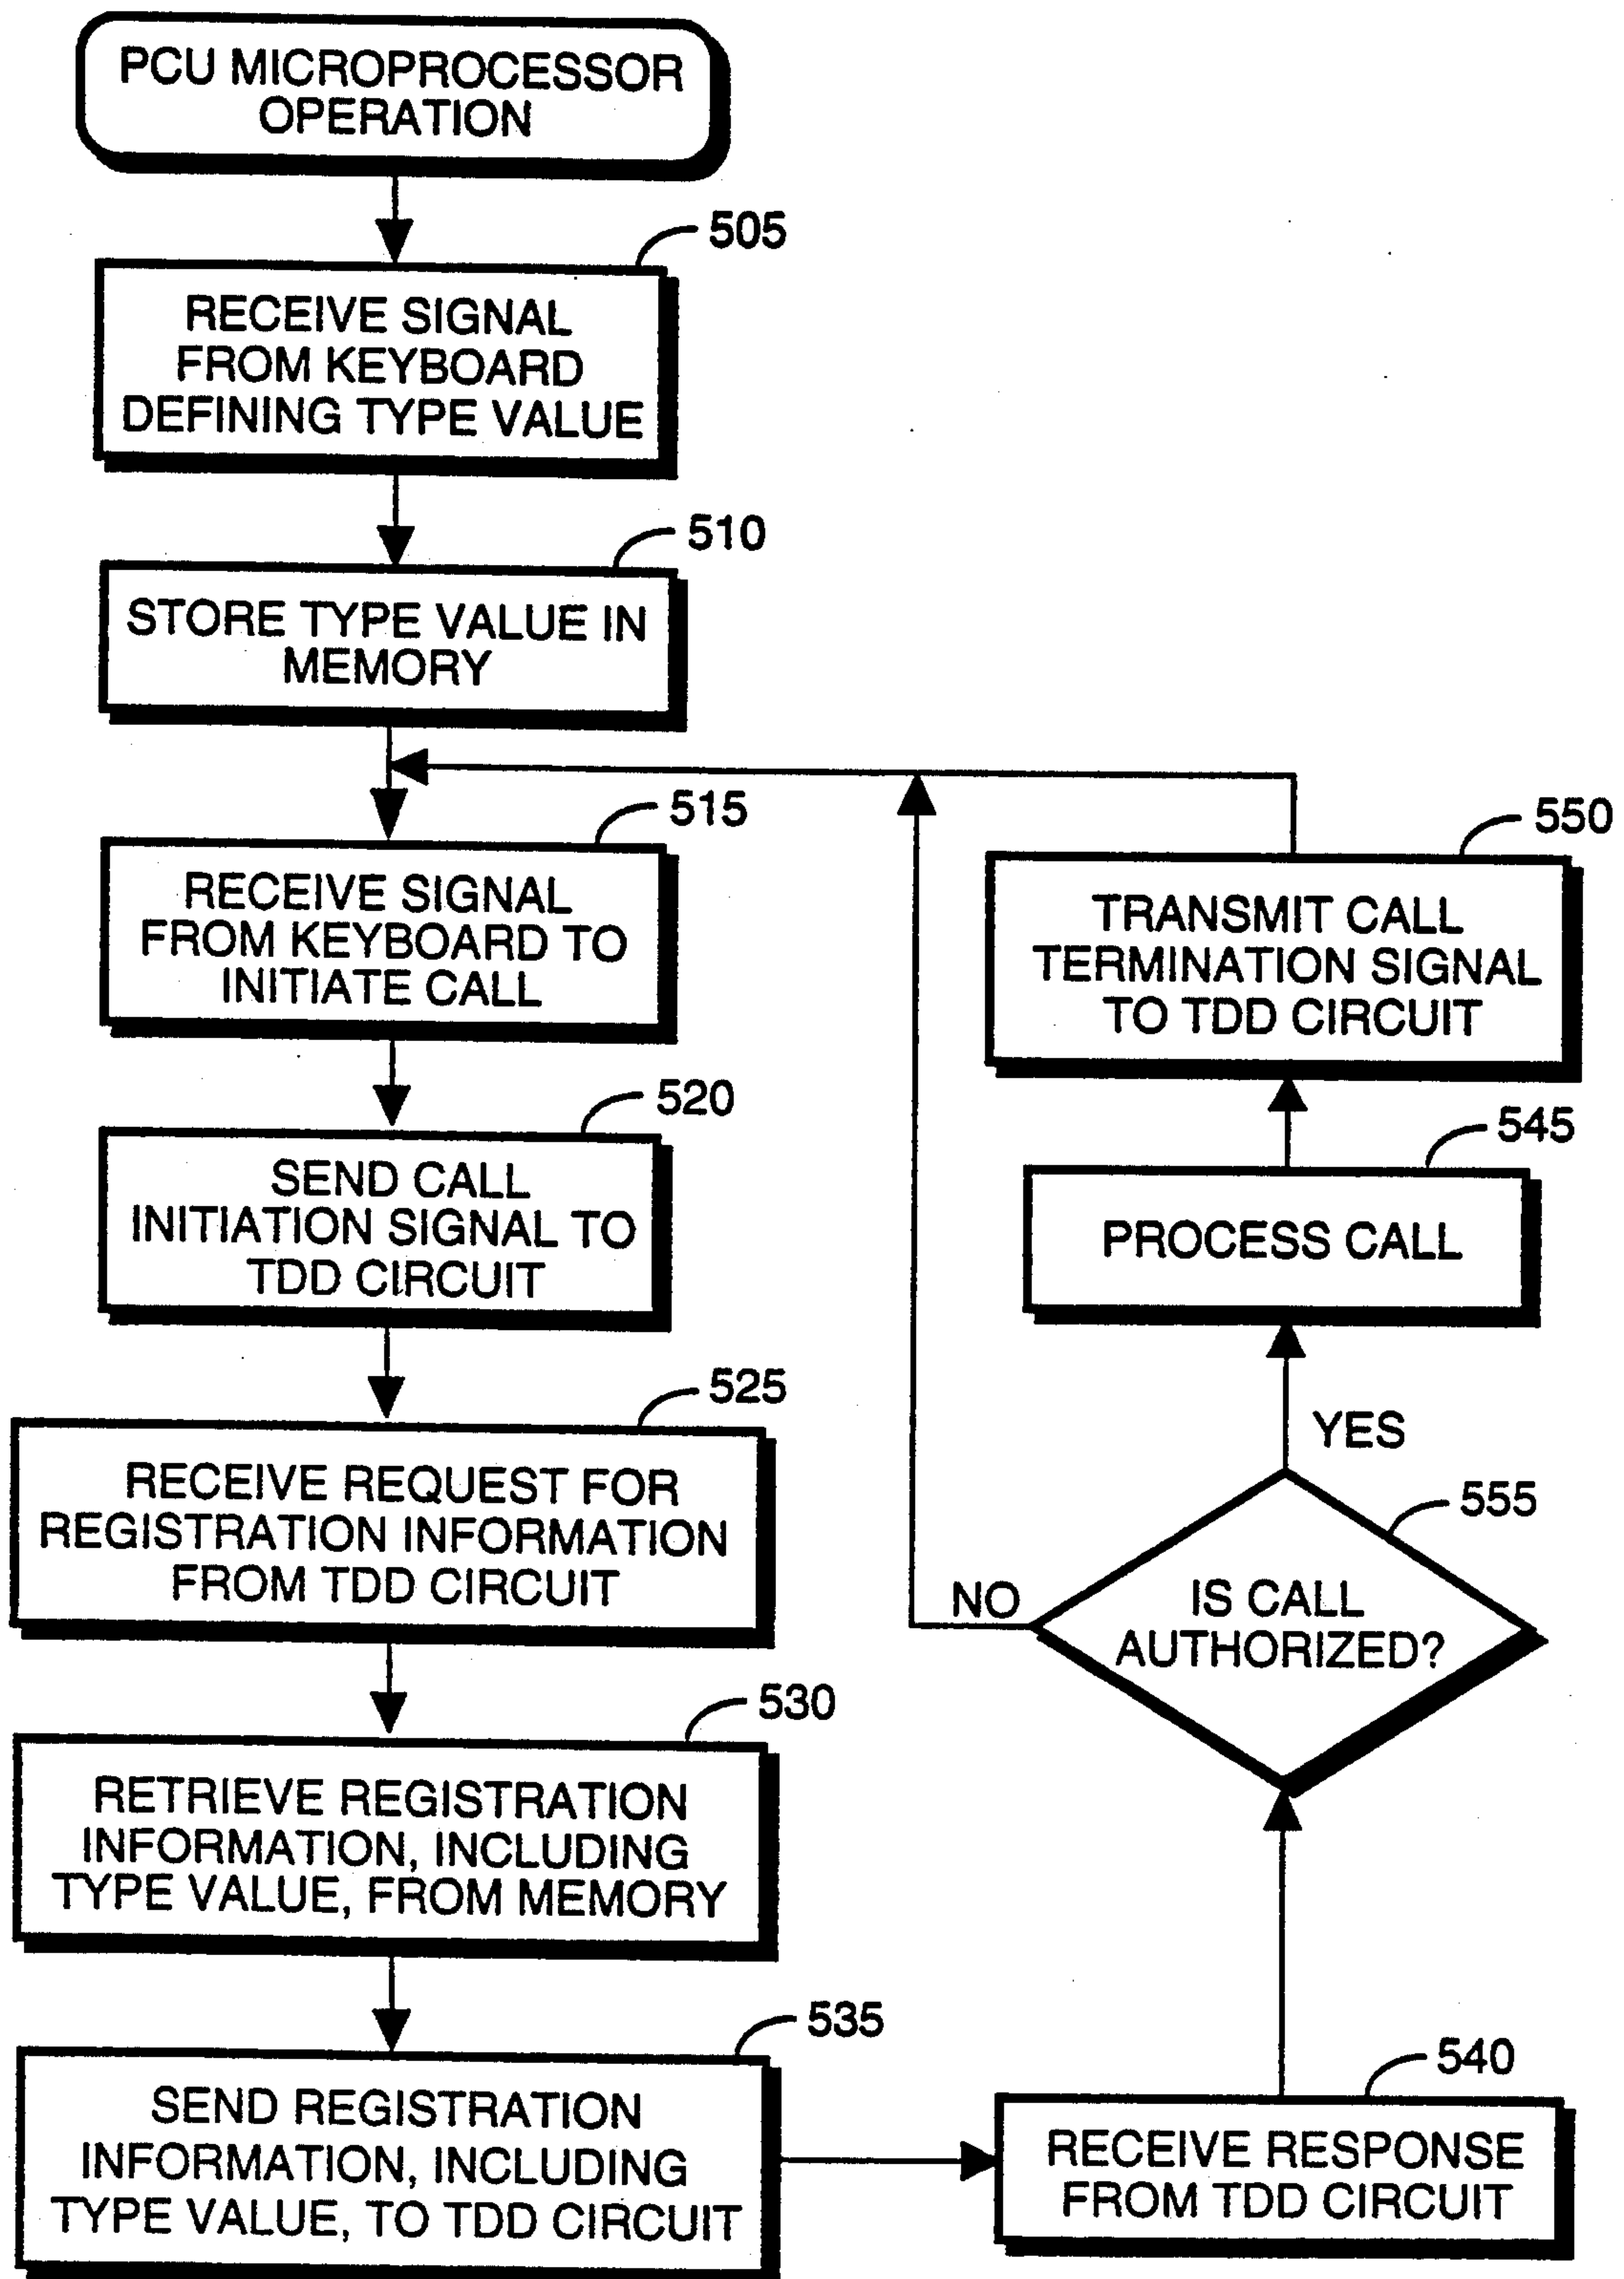 PCU MICROPROCESSOR
OPERATION
505
RECEIVE SIGNAL
FROM KEYBOARD
DEFINING TYPE VALUE
510
STORE TYPE VALUE IN
MEMORY
515
RECEIVE SIGNAL
FROM KEYBOARD TO
INITIATE CALL
520
SEND CALL
INITIATION SIGNAL TO
TDD CIRCUIT
525
RECEIVE REQUEST FOR
REGISTRATION INFORMATION
FROM TDD CIRCUIT
530
RETRIEVE REGISTRATION
INFORMATION, INCLUDING
TYPE VALUE, FROM MEMORY
535
SEND REGISTRATION
INFORMATION, INCLUDING
TYPE VALUE, TO TDD CIRCUIT
540
RECEIVE RESPONSE
FROM TDD CIRCUIT
555
IS CALL
AUTHORIZED?
NO
YES
545
PROCESS CALL
550
TRANSMIT CALL
TERMINATION SIGNAL
TO TDD CIRCUIT